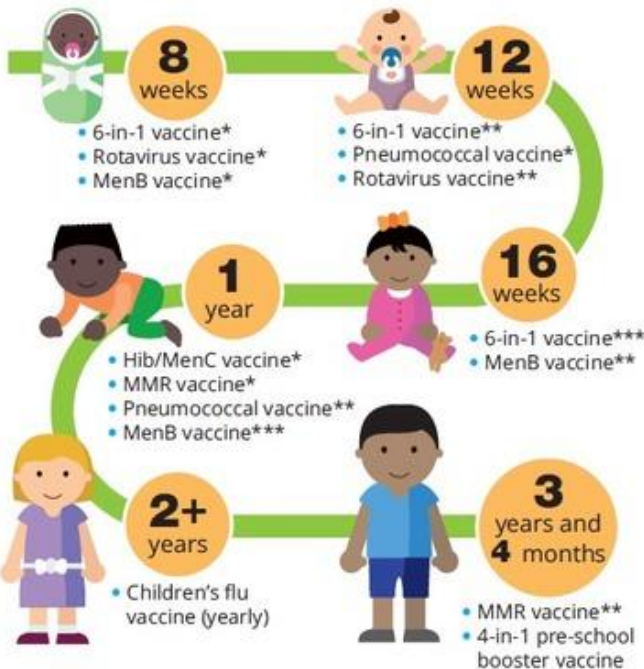 8
weeks
• 6-in-1 vaccine*
• Rotavirus vaccine*
• MenB vaccine*
12
weeks
• 6-in-1 vaccine**
• Pneumococcal vaccine*
• Rotavirus vaccine**
16
weeks
• 6-in-1 vaccine***
• MenB vaccine**
1
year
• Hib/MenC vaccine*
• MMR vaccine*
• Pneumococcal vaccine**
• MenB vaccine***
2+
years
• Children's flu
vaccine (yearly)
3
years and
4 months
• MMR vaccine**
• 4-in-1 pre-school
booster vaccine